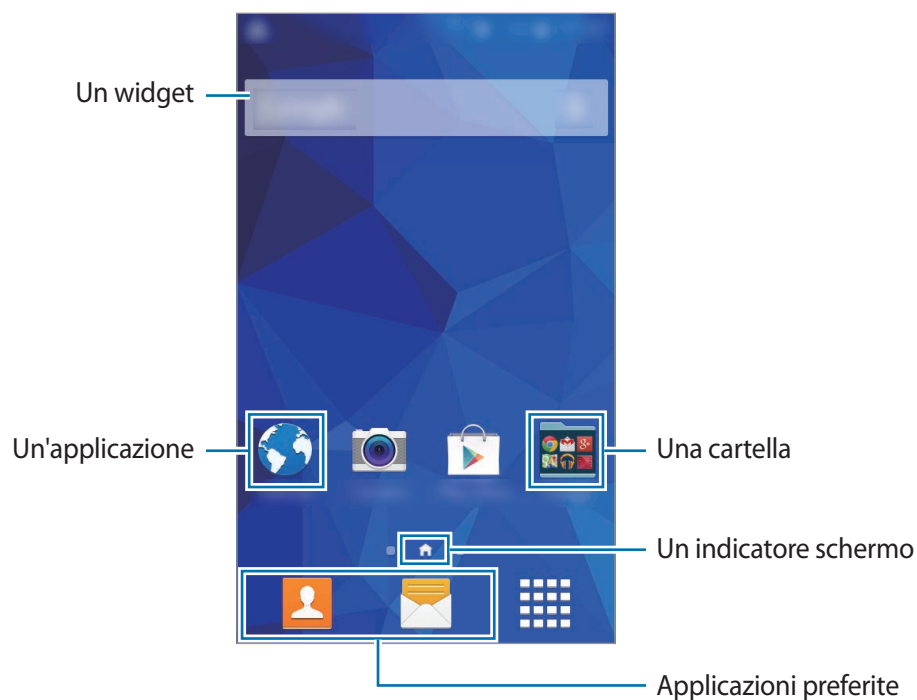 Un widget
Un'applicazione
Una cartella
Un indicatore schermo
Applicazioni preferite